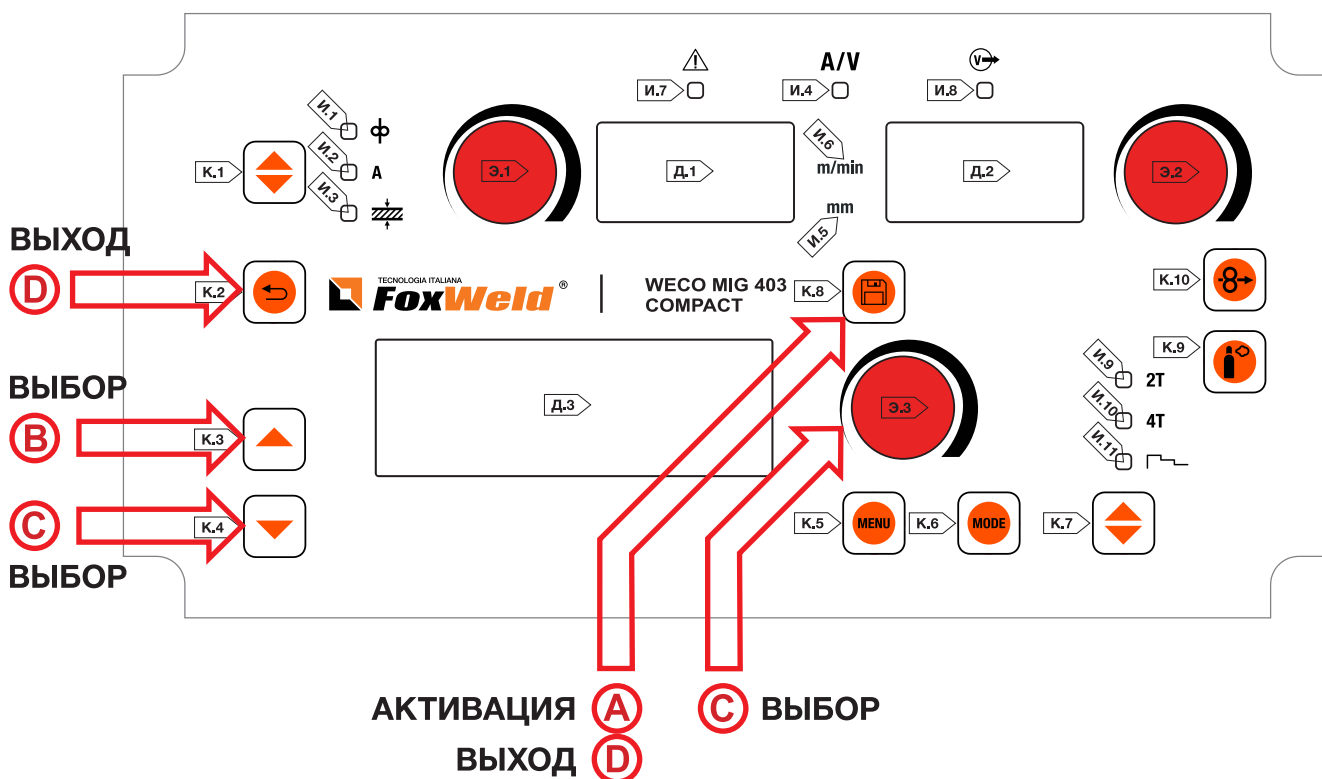 A/V
И.7
И.4
И.8
И.1
И.2
A
И.3
К.1
Э.1
Д.1
И.6
m/min
mm
И.5
Д.2
Э.2
ВЫХОД
D
К.2
TECNOLOGIA ITALIANA
FoxWeld®
WECO MIG 403
COMPACT
К.8
К.10
8
ВЫБОР
B
К.3
Д.3
Э.3
К.9
И.9
2T
И.10
4T
И.11
C
К.4
ВЫБОР
К.5
MENU
К.6
MODE
К.7
АКТИВАЦИЯ A
C ВЫБОР
ВЫХОД D
V